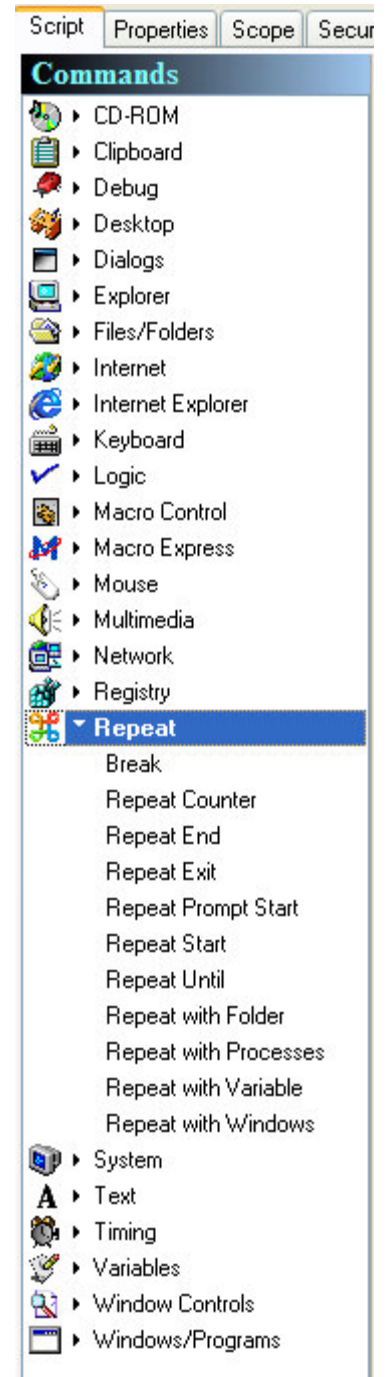 Script Properties Scope Secur
Commands
CD-ROM
Clipboard
Debug
Desktop
Dialogs
Explorer
Files/Folders
Internet
Internet Explorer
Keyboard
Logic
Macro Control
Macro Express
Mouse
Multimedia
Network
Registry
Repeat
Break
Repeat Counter
Repeat End
Repeat Exit
Repeat Prompt Start
Repeat Start
Repeat Until
Repeat with Folder
Repeat with Processes
Repeat with Variable
Repeat with Windows
System
Text
Timing
Variables
Window Controls
Windows/Programs